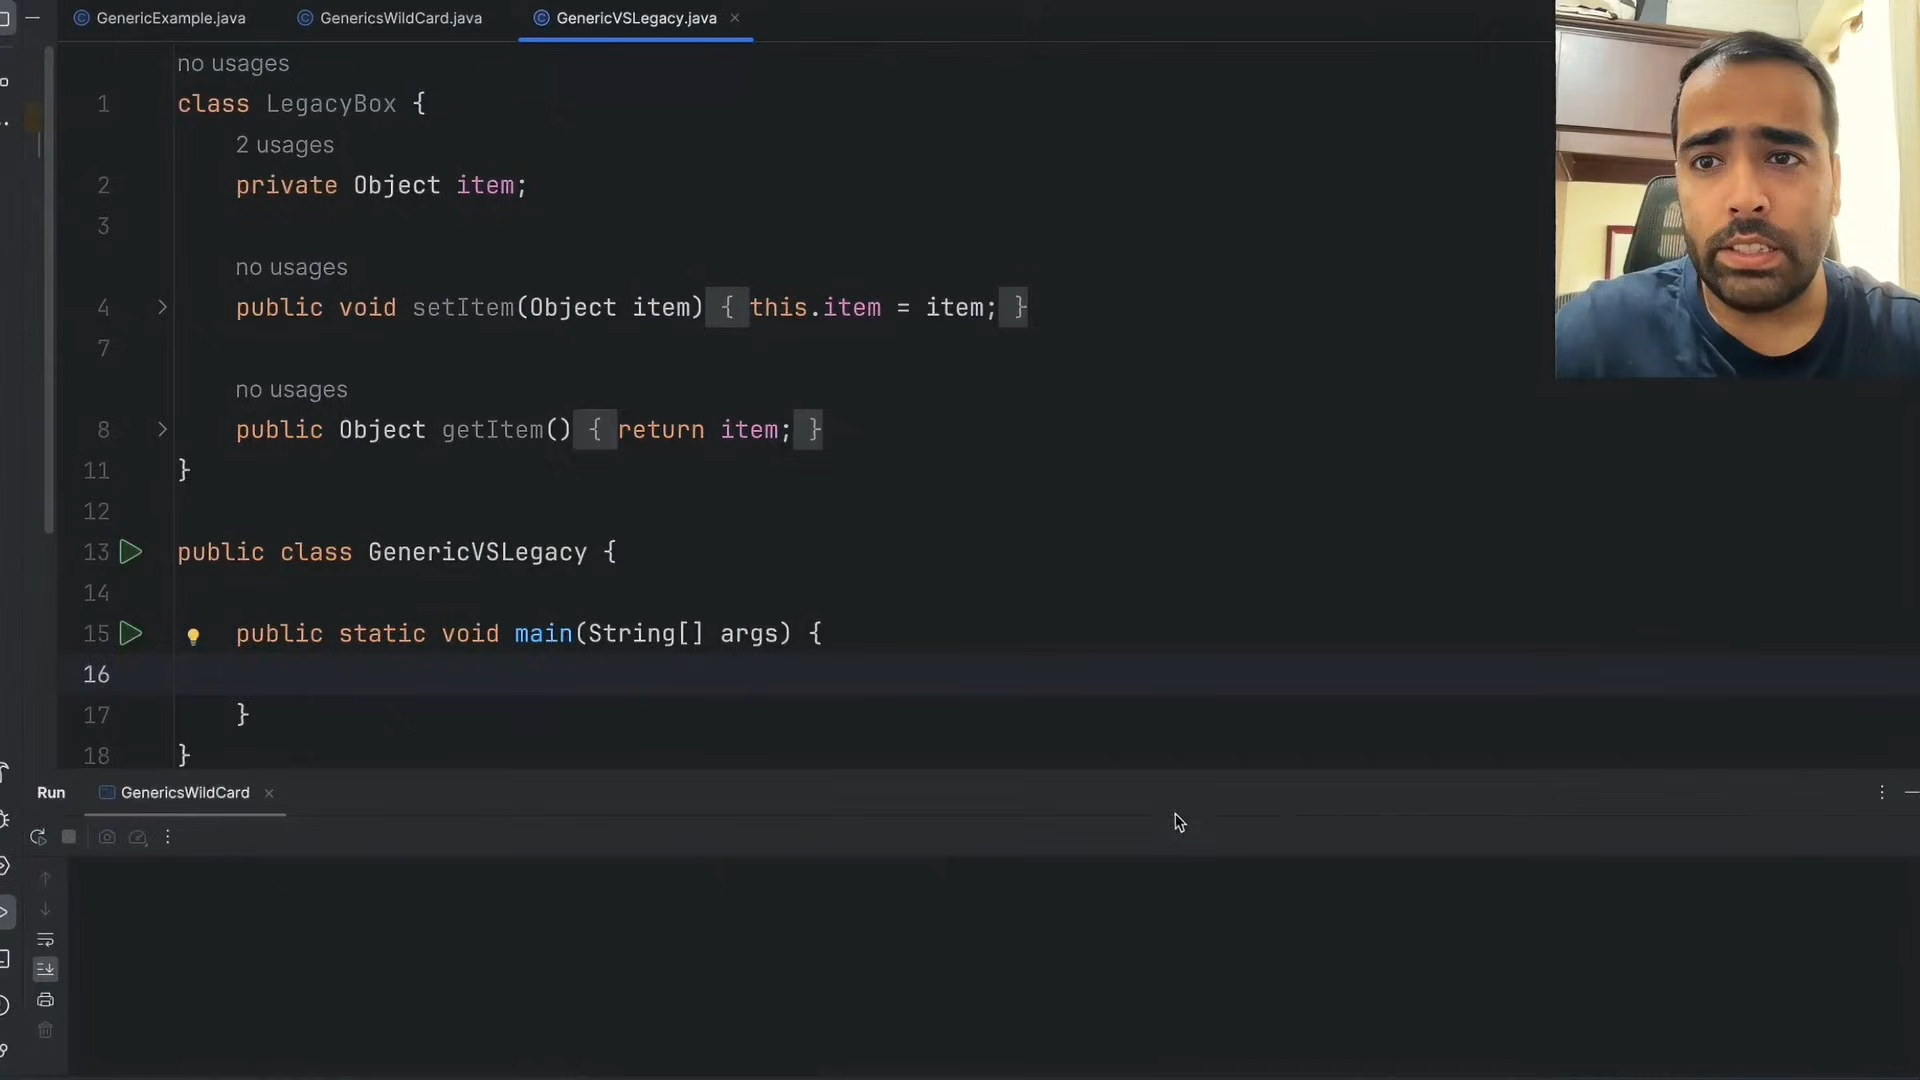 GenericExample.java GenericsWildCard.java GenericVSLegacy.java
no usages
1 class LegacyBox {
2 usages
2 private Object item;
3
no usages
4 public void setItem(Object item) { this.item = item; }
7
no usages
8 public Object getItem() { return item; }
11 }
12
13 public class GenericVSLegacy {
14
15 public static void main(String[] args) {
16
17 }
18 }
Run GenericsWildCard